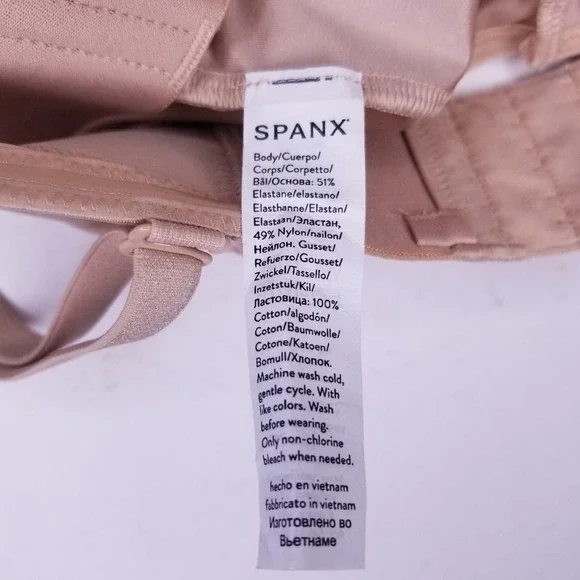 SPANX
Body/Cuerpo/
Corps/Corpetto/
Bål/Основа: 51%
Elastane/elastano/
Elasthanne/Elastan/
Elastaan/Эластан,
49% Nylon/nailon/
Нейлон. Gusset/
Refuerzo/Gousset/
Zwickel/Tassello/
Inzetstuk/Kil/
Ластовица: 100%
Cotton/algodón/
Coton/Baumwolle/
Cotone/Katoen/
Bomull/Хлопок.
Machine wash cold,
gentle cycle. With
like colors. Wash
before wearing.
Only non-chlorine
bleach when needed.
hecho en vietnam
fabbricato in vietnam
Изготовлено во
Вьетнаме